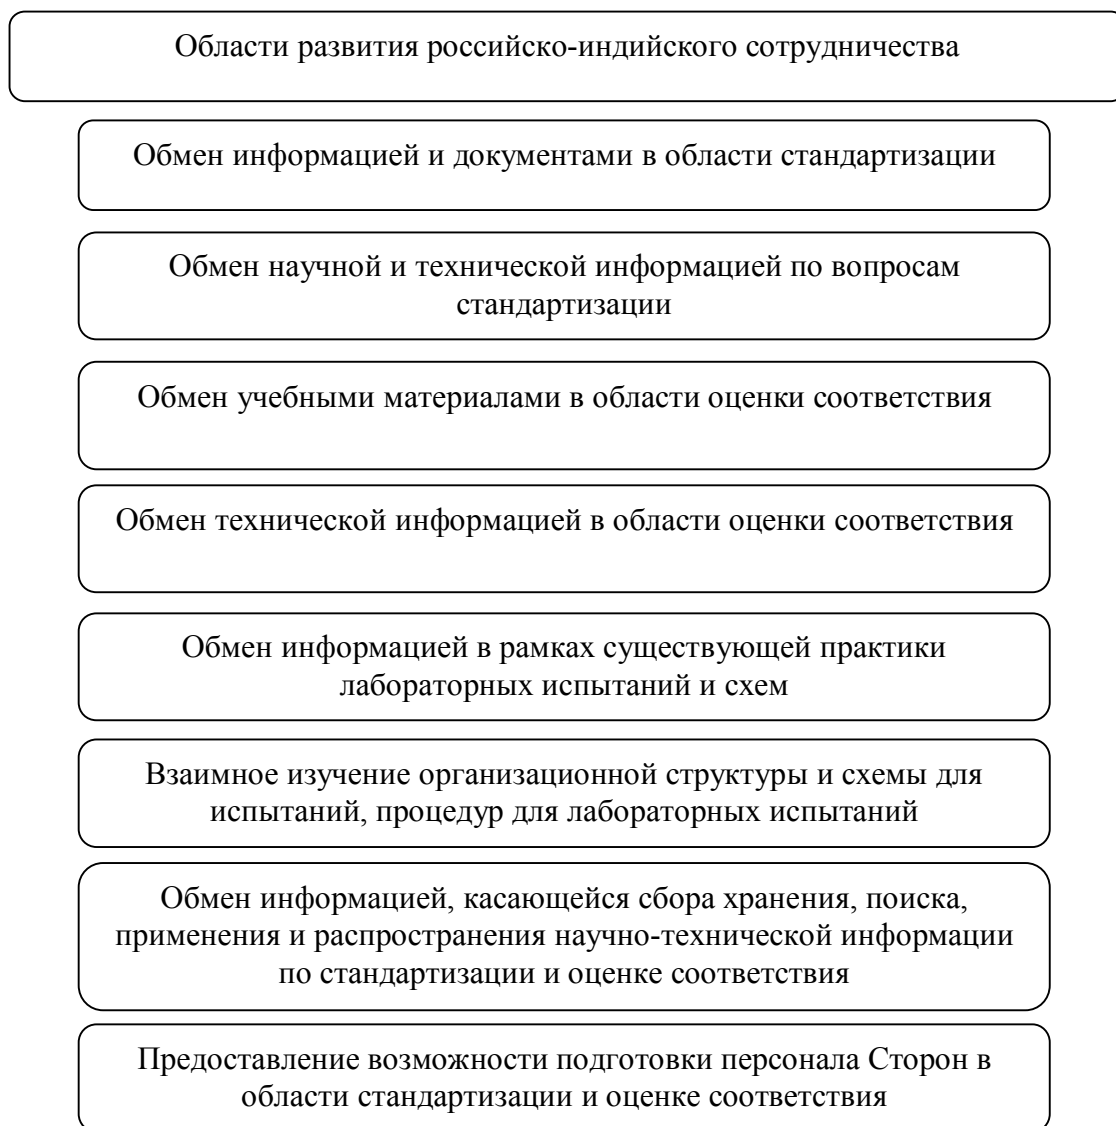 Области развития российско-индийского сотрудничества
Обмен информацией и документами в области стандартизации
Обмен научной и технической информацией по вопросам
стандартизации
Обмен учебными материалами в области оценки соответствия
Обмен технической информацией в области оценки соответствия
Обмен информацией в рамках существующей практики
лабораторных испытаний и схем
Взаимное изучение организационной структуры и схемы для
испытаний, процедур для лабораторных испытаний
Обмен информацией, касающейся сбора хранения, поиска,
применения и распространения научно-технической информации
по стандартизации и оценке соответствия
Предоставление возможности подготовки персонала Сторон в
области стандартизации и оценке соответствия